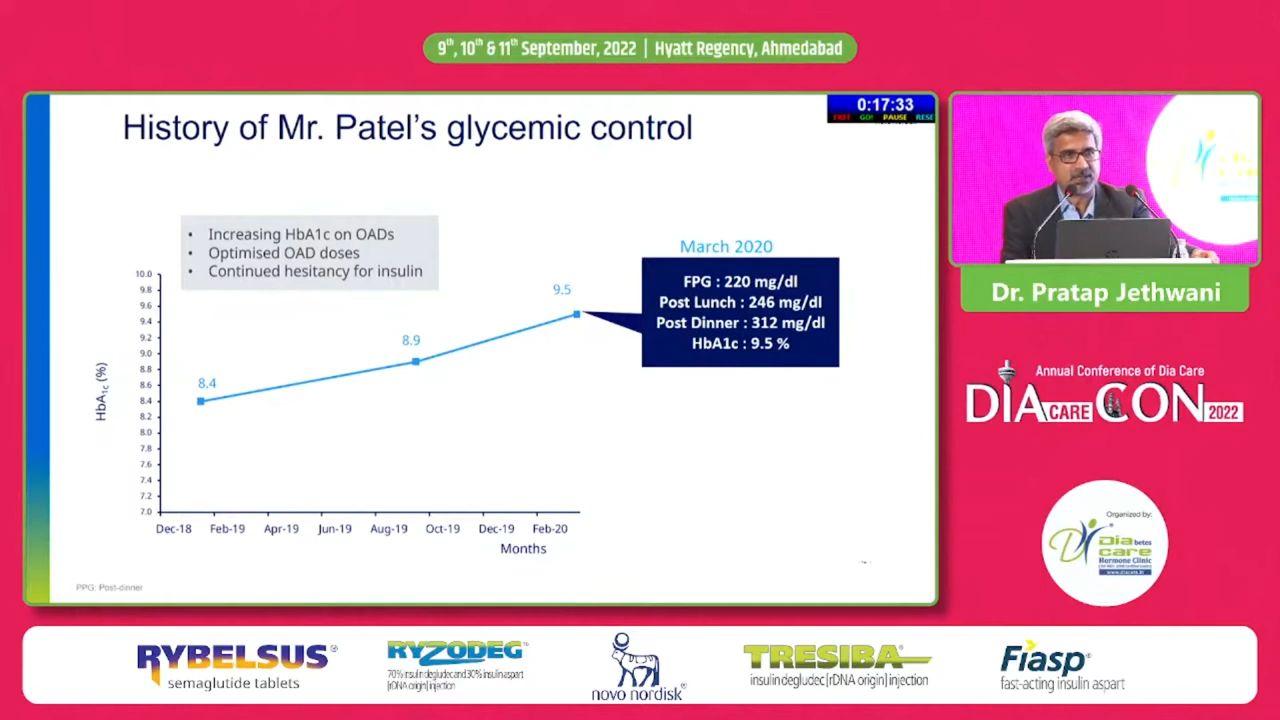 9th, 10th & 11th September, 2022 | Hyatt Regency, Ahmedabad
History of Mr. Patel's glycemic control
0:17:33
EXIT GO! PAUSE RESE
• Increasing HbA1c on OADs
• Optimised OAD doses
• Continued hesitancy for insulin
March 2020
FPG : 220 mg/dl
Post Lunch : 246 mg/dl
Post Dinner : 312 mg/dl
HbA1c : 9.5 %
HbA1c (%)
10.0
9.8
9.6
9.4
9.2
9.0
8.8
8.6
8.4
8.2
8.0
7.8
7.6
7.4
7.2
7.0
8.4
8.9
9.5
Dec-18 Feb-19 Apr-19 Jun-19 Aug-19 Oct-19 Dec-19 Feb-20
Months
PPG: Post-dinner
Dr. Pratap Jethwani
Annual Conference of Dia Care
DIA CARE CON 2022
Organized by:
Diabetes
care
Hormone Clinic
RYBELSUS®
semaglutide tablets
RYZODEG™
70% insulin degludec and 30% insulin aspart
[rDNA origin] injection
novo nordisk®
TRESIBA®
insulin degludec [rDNA origin] injection
Fiasp®
fast-acting insulin aspart